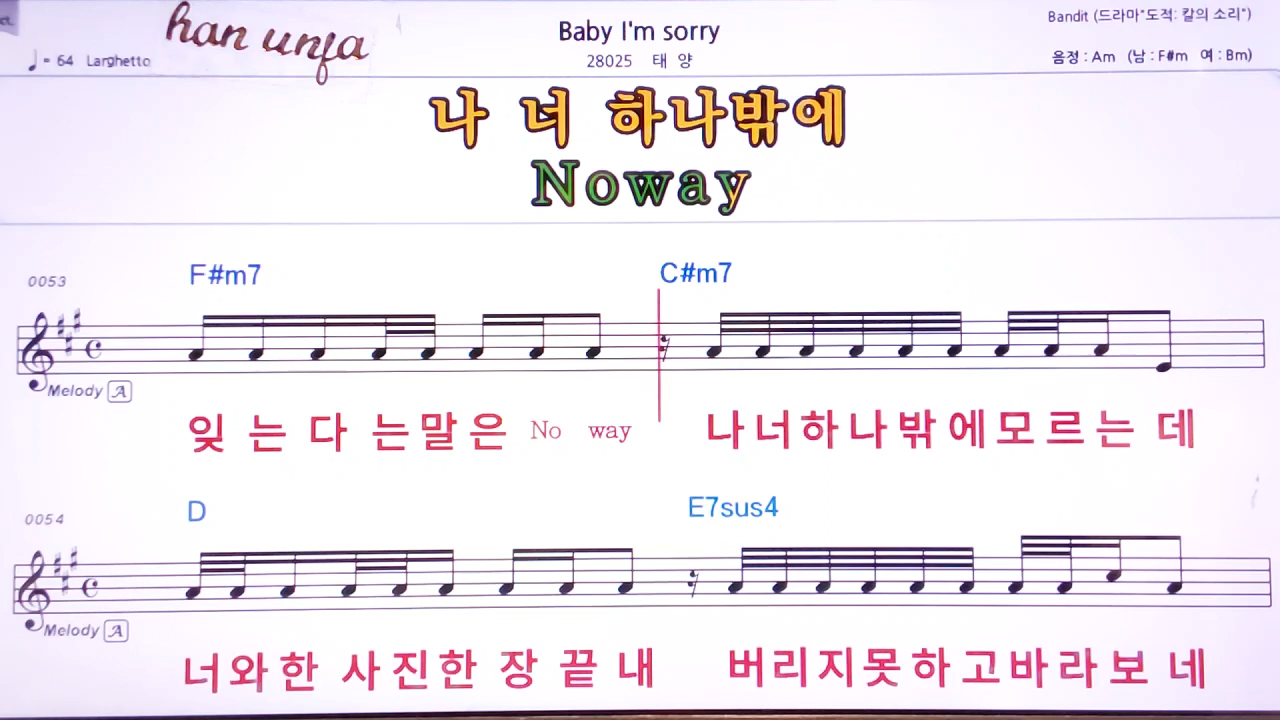 han unja
Baby I'm sorry
Bandit (드라마"도적: 칼의 소리")
♩= 64 Larghetto
28025 태 양
음정 : Am (남 : F#m 여 : Bm)
나 너 하나밖에
Noway
0053
F#m7 C#m7
Melody A
잊 는 다 는말은 No way 나너하나밖에모르는 데
0054
D E7sus4
Melody A
너와한 사진한 장 끝 내 버리지못하고바라보 네